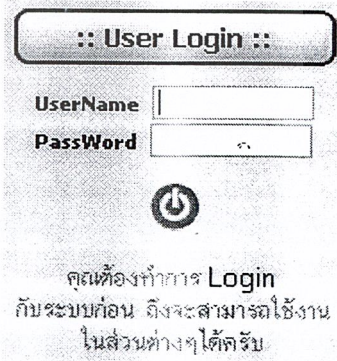 :: User Login ::
UserName
PassWord
คุณต้องทำการ Login
กับระบบก่อน ถึงจะสามารถใช้งาน
ในส่วนต่างๆได้ครับ